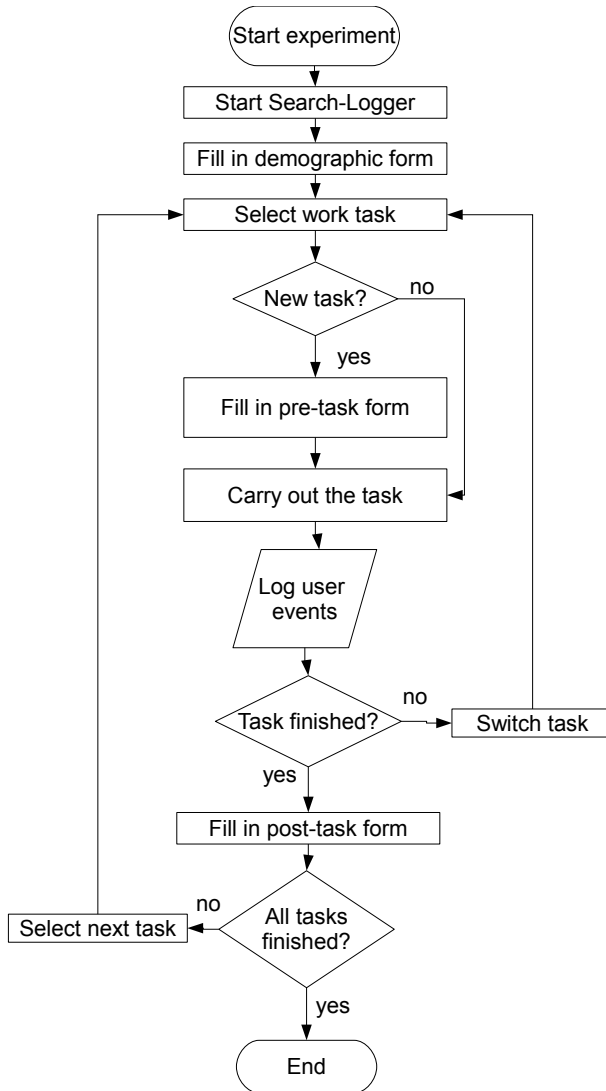 Start experiment
Start Search-Logger
Fill in demographic form
Select work task
New task?
no
yes
Fill in pre-task form
Carry out the task
Log user
events
Task finished?
no
Switch task
yes
Fill in post-task form
All tasks
finished?
no
Select next task
yes
End